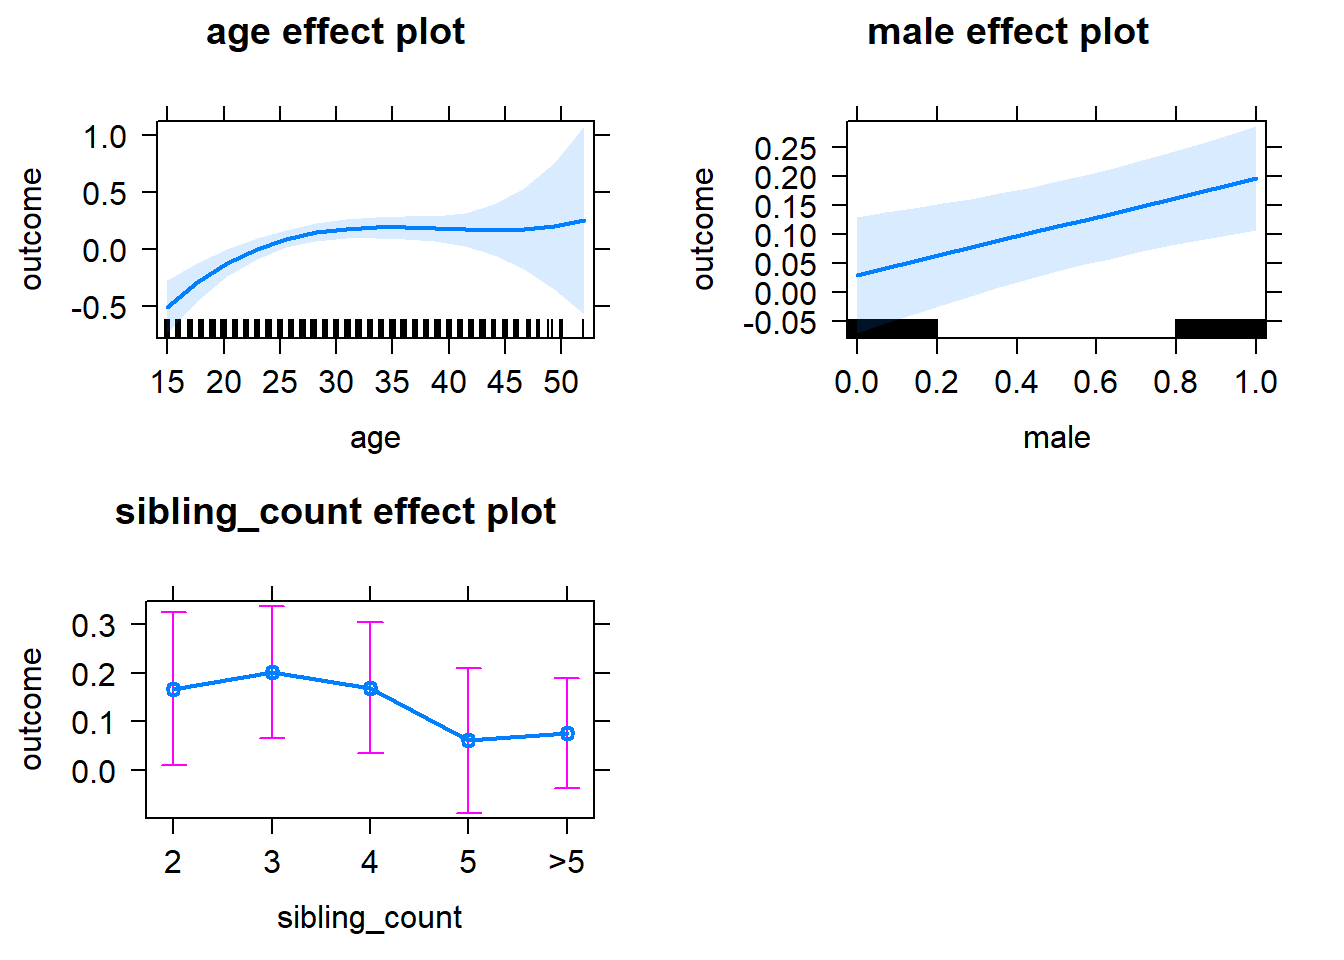 age effect plot
outcome
1.0
0.5
0.0
-0.5
15 20 25 30 35 40 45 50
age
male effect plot
outcome
0.25
0.20
0.15
0.10
0.05
0.00
-0.05
0.0 0.2 0.4 0.6 0.8 1.0
male
sibling_count effect plot
outcome
0.3
0.2
0.1
0.0
2 3 4 5 >5
sibling_count